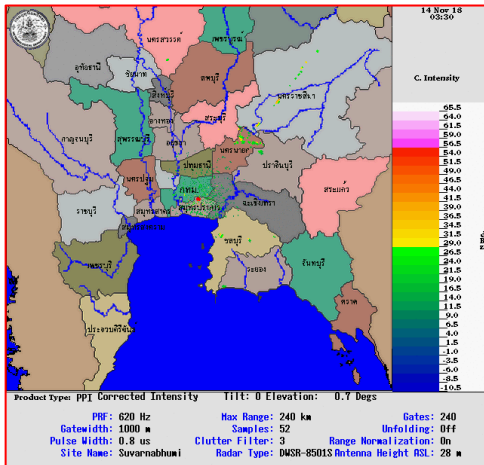 14 Nov 18
03:30
C. Intensity
นครสวรรค์
เพชรบูรณ์
อุทัยธานี
ชัยนาท
สิงห์บุรี
ลพบุรี
นครราชสีมา
อ่างทอง
สระบุรี
กาญจนบุรี
สุพรรณบุรี
อยุธยา
นครนายก
ปราจีนบุรี
ปทุมธานี
นครปฐม
กทม.
สระแก้ว
ราชบุรี
สมุทรสาคร
สมุทรปราการ
ฉะเชิงเทรา
ชลบุรี
เพชรบุรี
ระยอง
จันทบุรี
ตราด
ประจวบคีรีขันธ์
65.5
64.0
61.5
59.0
56.5
54.0
51.5
49.0
46.5
44.0
41.5
39.0
36.5
34.0
31.5
29.0
26.5
24.0
21.5
19.0
16.5
14.0
11.5
9.0
6.5
4.0
1.5
-1.0
-3.5
-5.5
-8.0
-10.5
Product Type: PPI Corrected Intensity Tilt: 0 Elevation: 0.7 Degs
PRF: 620 Hz Max Range: 240 km Gates: 240
Gatewidth: 1000 m Samples: 52 Unfolding: Off
Pulse Width: 0.8 us Clutter Filter: 3 Range Normalization: On
Site Name: Suvarnabhumi Radar Type: DWSR-8501S Antenna Height ASL: 28 m